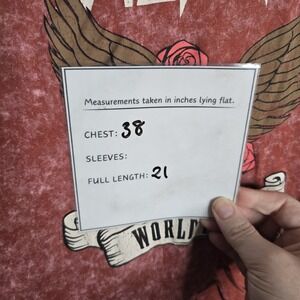 Measurements taken in inches lying flat.
CHEST: 38
SLEEVES:
FULL LENGTH: 21
WORL